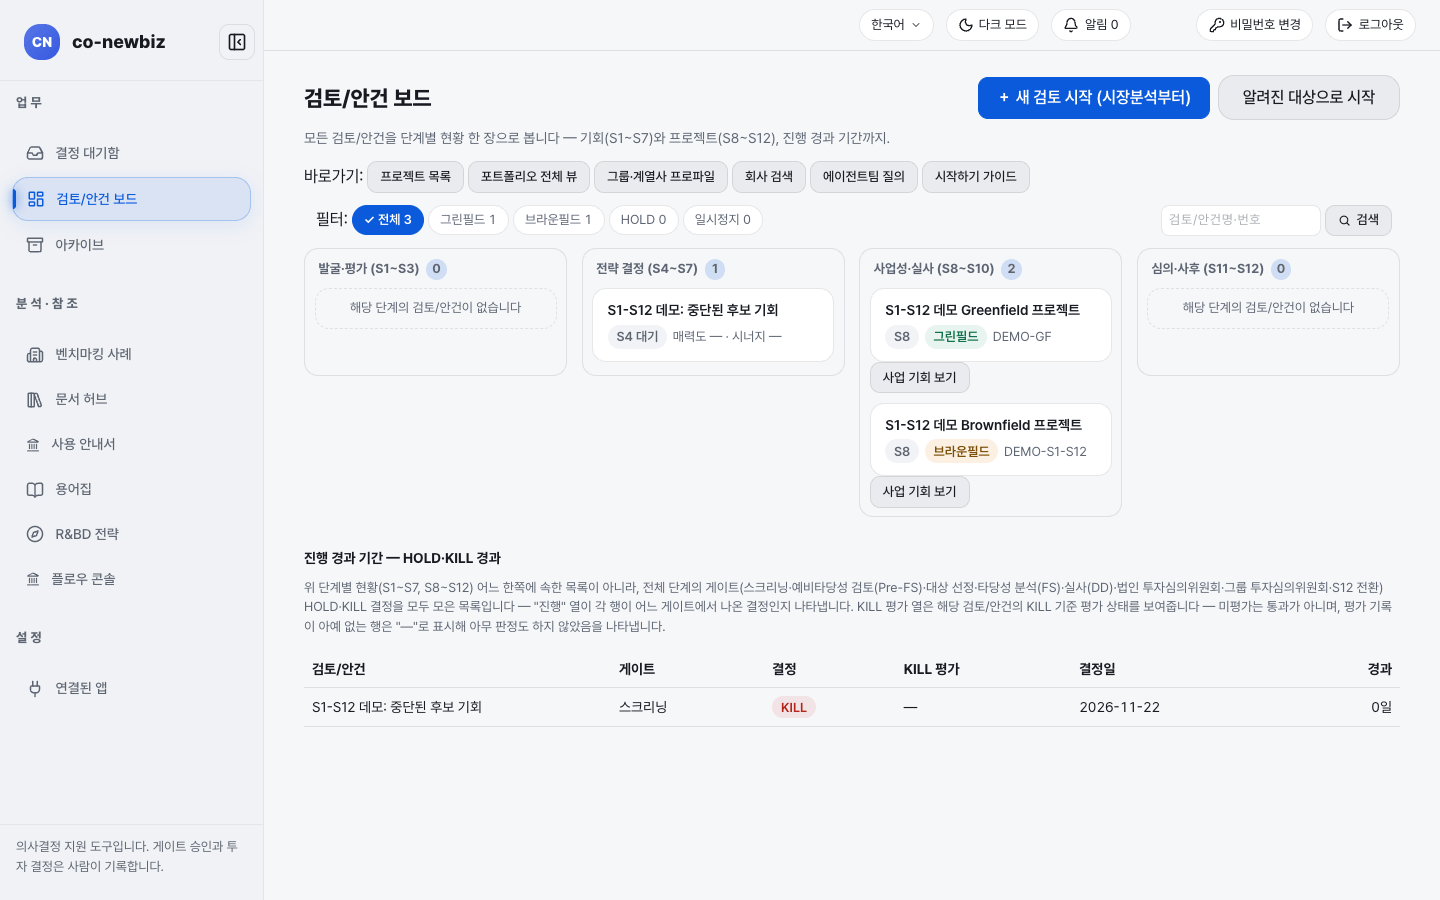 CN co-newbiz
한국어 다크 모드 알림 0 비밀번호 변경 로그아웃
업무
결정 대기함
검토/안건 보드
아카이브
분석·참조
벤치마킹 사례
문서 허브
사용 안내서
용어집
R&BD 전략
플로우 콘솔
설정
연결된 앱
의사결정 지원 도구입니다. 게이트 승인과 투
자 결정은 사람이 기록합니다.
검토/안건 보드
+ 새 검토 시작 (시장분석부터) 알려진 대상으로 시작
모든 검토/안건을 단계별 현황 한 장으로 봅니다 — 기회(S1~S7)와 프로젝트(S8~S12), 진행 경과 기간까지.
바로가기: 프로젝트 목록 포트폴리오 전체 뷰 그룹·계열사 프로파일 회사 검색 에이전트팀 질의 시작하기 가이드
필터: ✓ 전체 3 그린필드 1 브라운필드 1 HOLD 0 일시정지 0 검토/안건명·번호 검색
발굴·평가 (S1~S3) 0
해당 단계의 검토/안건이 없습니다
전략 결정 (S4~S7) 1
S1-S12 데모: 중단된 후보 기회
S4 대기 매력도 — · 시너지 —
사업성·실사 (S8~S10) 2
S1-S12 데모 Greenfield 프로젝트
S8 그린필드 DEMO-GF
사업 기회 보기
S1-S12 데모 Brownfield 프로젝트
S8 브라운필드 DEMO-S1-S12
사업 기회 보기
심의·사후 (S11~S12) 0
해당 단계의 검토/안건이 없습니다
진행 경과 기간 — HOLD·KILL 경과
위 단계별 현황(S1~S7, S8~S12) 어느 한쪽에 속한 목록이 아니라, 전체 단계의 게이트(스크리닝·예비타당성 검토(Pre-FS)·대상 선정·타당성 분석(FS)·실사(DD)·법인 투자심의위원회·그룹 투자심의위원회·S12 전환)
HOLD·KILL 결정을 모두 모은 목록입니다 — "진행" 열이 각 행이 어느 게이트에서 나온 결정인지 나타냅니다. KILL 평가 열은 해당 검토/안건의 KILL 기준 평가 상태를 보여줍니다 — 미평가는 통과가 아니며, 평가 기록
이 아예 없는 행은 "—"로 표시해 아무 판정도 하지 않았음을 나타냅니다.
검토/안건 게이트 결정 KILL 평가 결정일 경과
S1-S12 데모: 중단된 후보 기회 스크리닝 KILL — 2026-11-22 0일